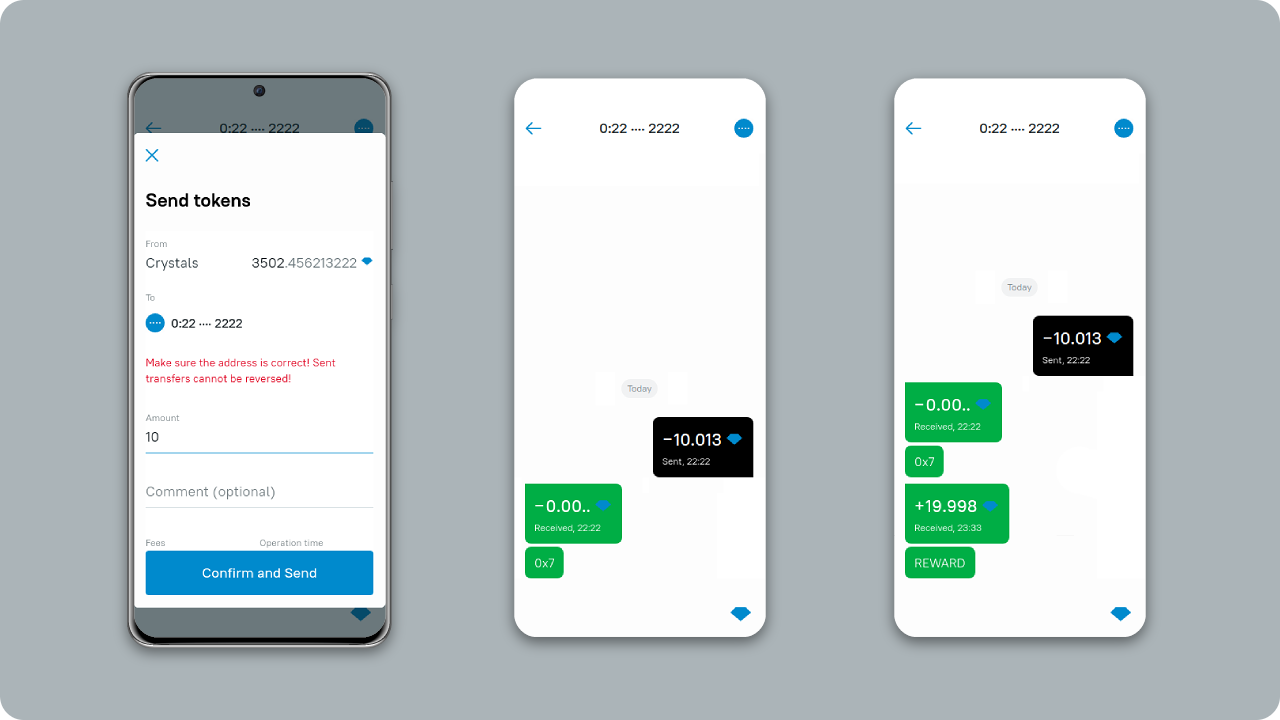 0:22 ···· 2222
Send tokens
From
Crystals 3502.456213222
To
···· 0:22 ···· 2222
Make sure the address is correct! Sent
transfers cannot be reversed!
Amount
10
Comment (optional)
Fees Operation time
Confirm and Send
0:22 ···· 2222
Today
−10.013
Sent, 22:22
−0.00..
Received, 22:22
0x7
0:22 ···· 2222
Today
−10.013
Sent, 22:22
−0.00..
Received, 22:22
0x7
+19.998
Received, 23:33
REWARD